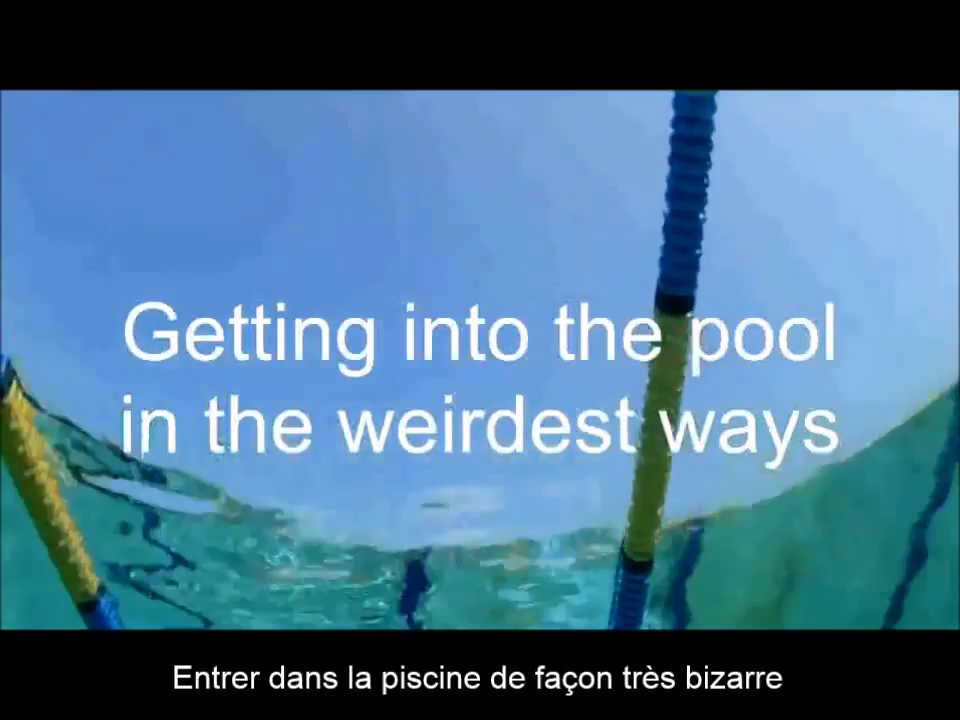 Getting into the pool
in the weirdest ways
Entrer dans la piscine de façon très bizarre